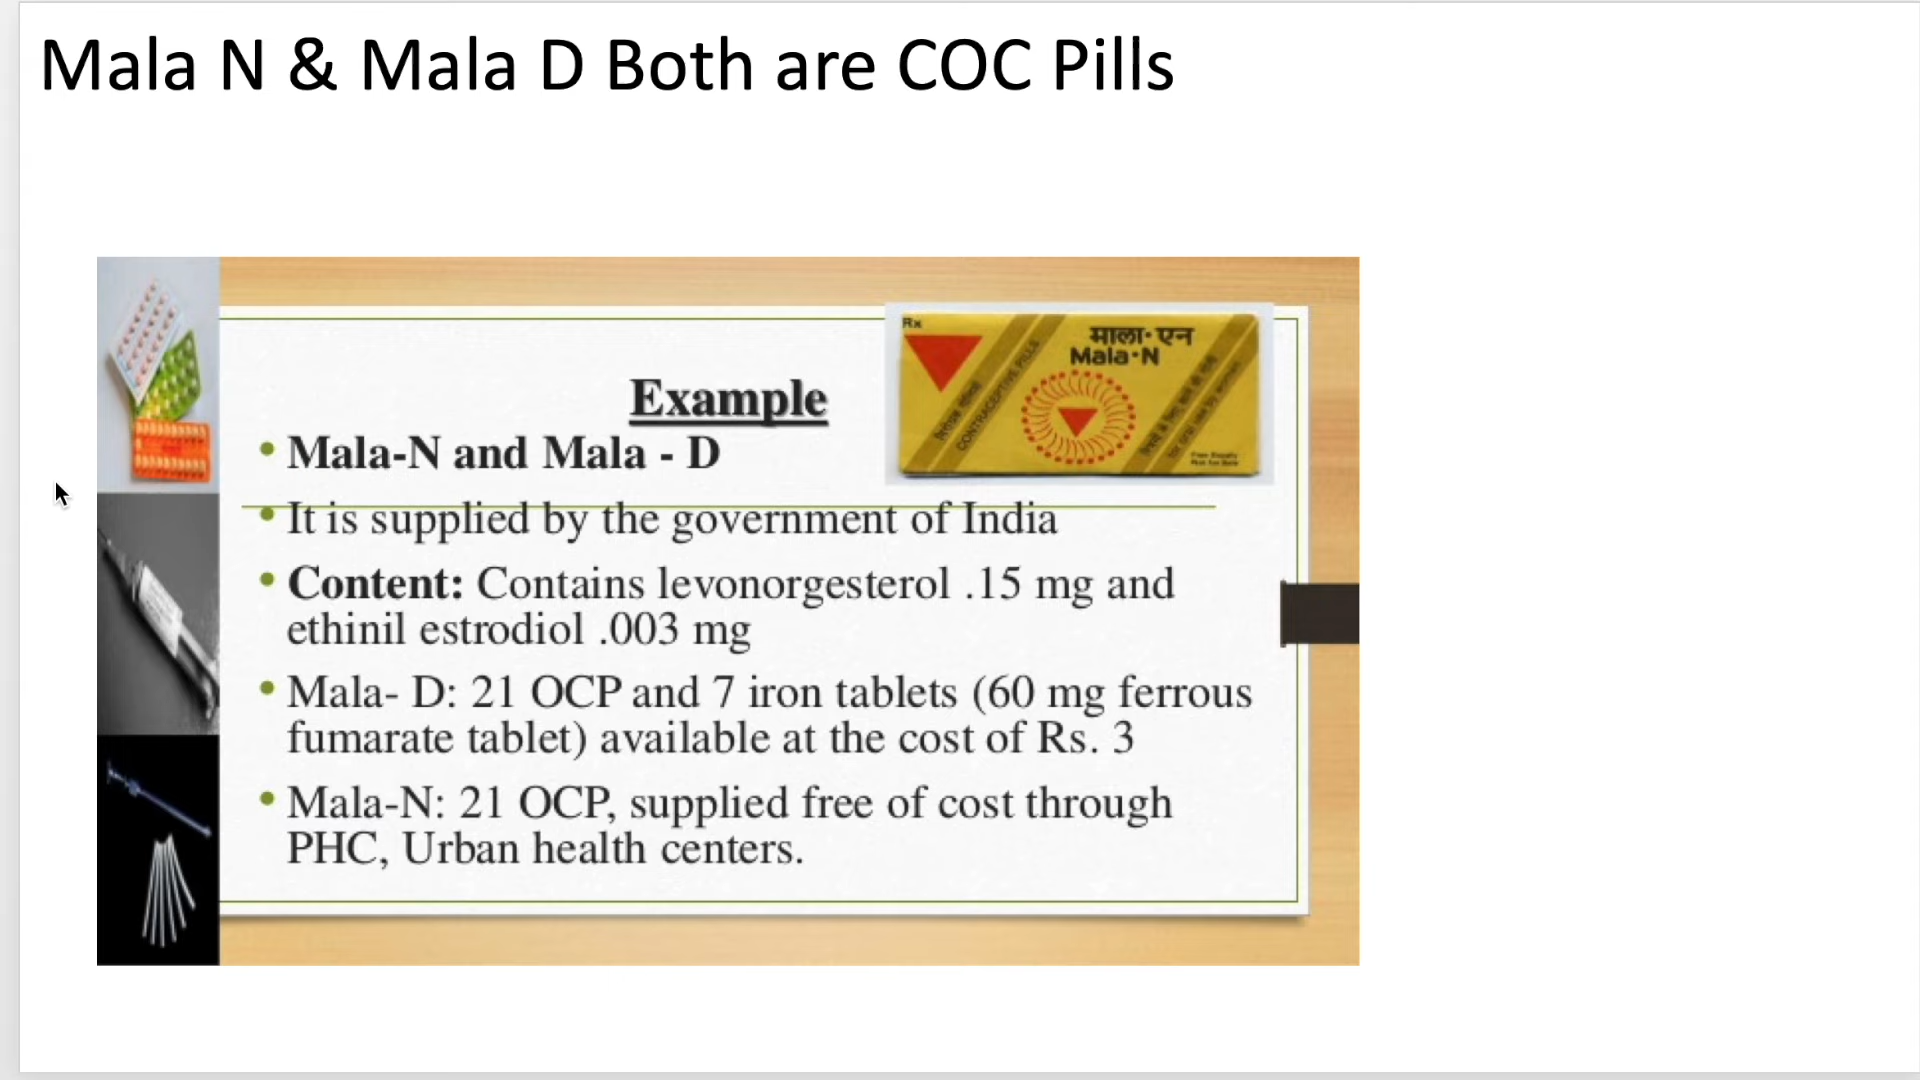 Mala N & Mala D Both are COC Pills
Rx
माला-एन
Mala-N
CONTRACEPTIVE PILLS
Example
• Mala-N and Mala - D
• It is supplied by the government of India
• Content: Contains levonorgesterol .15 mg and
ethinil estrodiol .003 mg
• Mala- D: 21 OCP and 7 iron tablets (60 mg ferrous
fumarate tablet) available at the cost of Rs. 3
• Mala-N: 21 OCP, supplied free of cost through
PHC, Urban health centers.